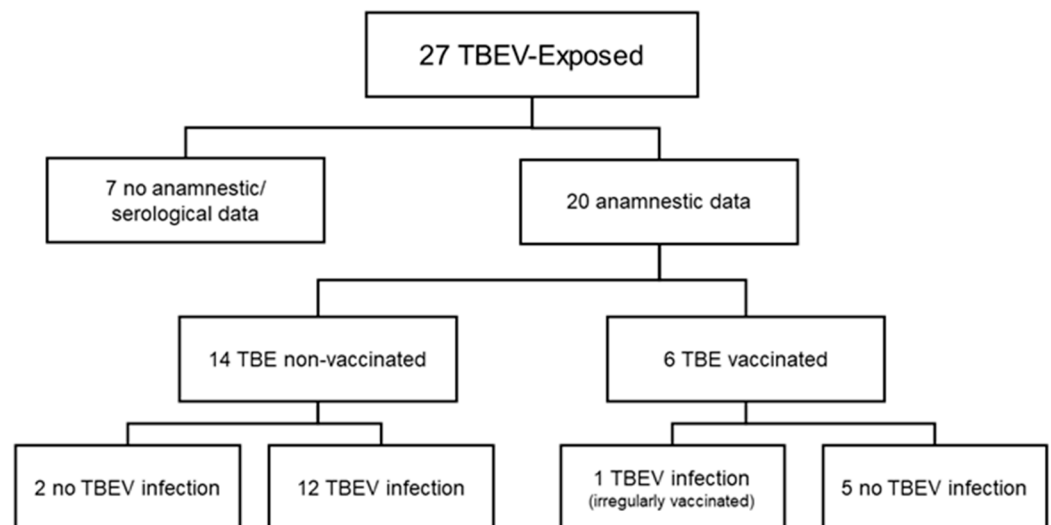 27 TBEV-Exposed
7 no anamnestic/
serological data
20 anamnestic data
14 TBE non-vaccinated
6 TBE vaccinated
2 no TBEV infection
12 TBEV infection
1 TBEV infection
(irregularly vaccinated)
5 no TBEV infection